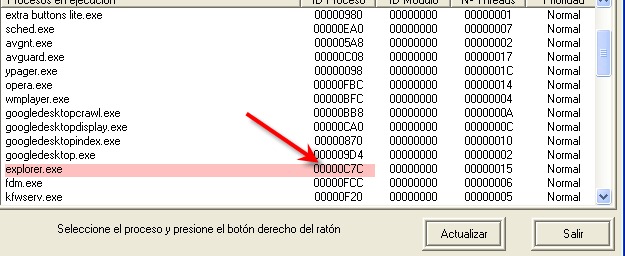 Procesos en ejecución ID Proceso ID Modulo Nº Threads Prioridad
extra buttons lite.exe 00000980 00000000 00000001 Normal
sched.exe 00000EA0 00000000 00000007 Normal
avgnt.exe 000005A8 00000000 00000002 Normal
avguard.exe 00000C08 00000000 00000017 Normal
ypager.exe 00000098 00000000 0000001C Normal
opera.exe 00000FBC 00000000 00000014 Normal
wmplayer.exe 00000BFC 00000000 00000004 Normal
googledesktopcrawl.exe 00000BB8 00000000 0000000A Normal
googledesktopdisplay.exe 00000CA0 00000000 0000000C Normal
googledesktopindex.exe 00000870 00000000 00000010 Normal
googledesktop.exe 000009D4 00000000 00000002 Normal
explorer.exe 00000C7C 00000000 00000015 Normal
fdm.exe 00000FCC 00000000 00000006 Normal
kfwserv.exe 00000F20 00000000 00000005 Normal
Seleccione el proceso y presione el botón derecho del ratón
Actualizar
Salir